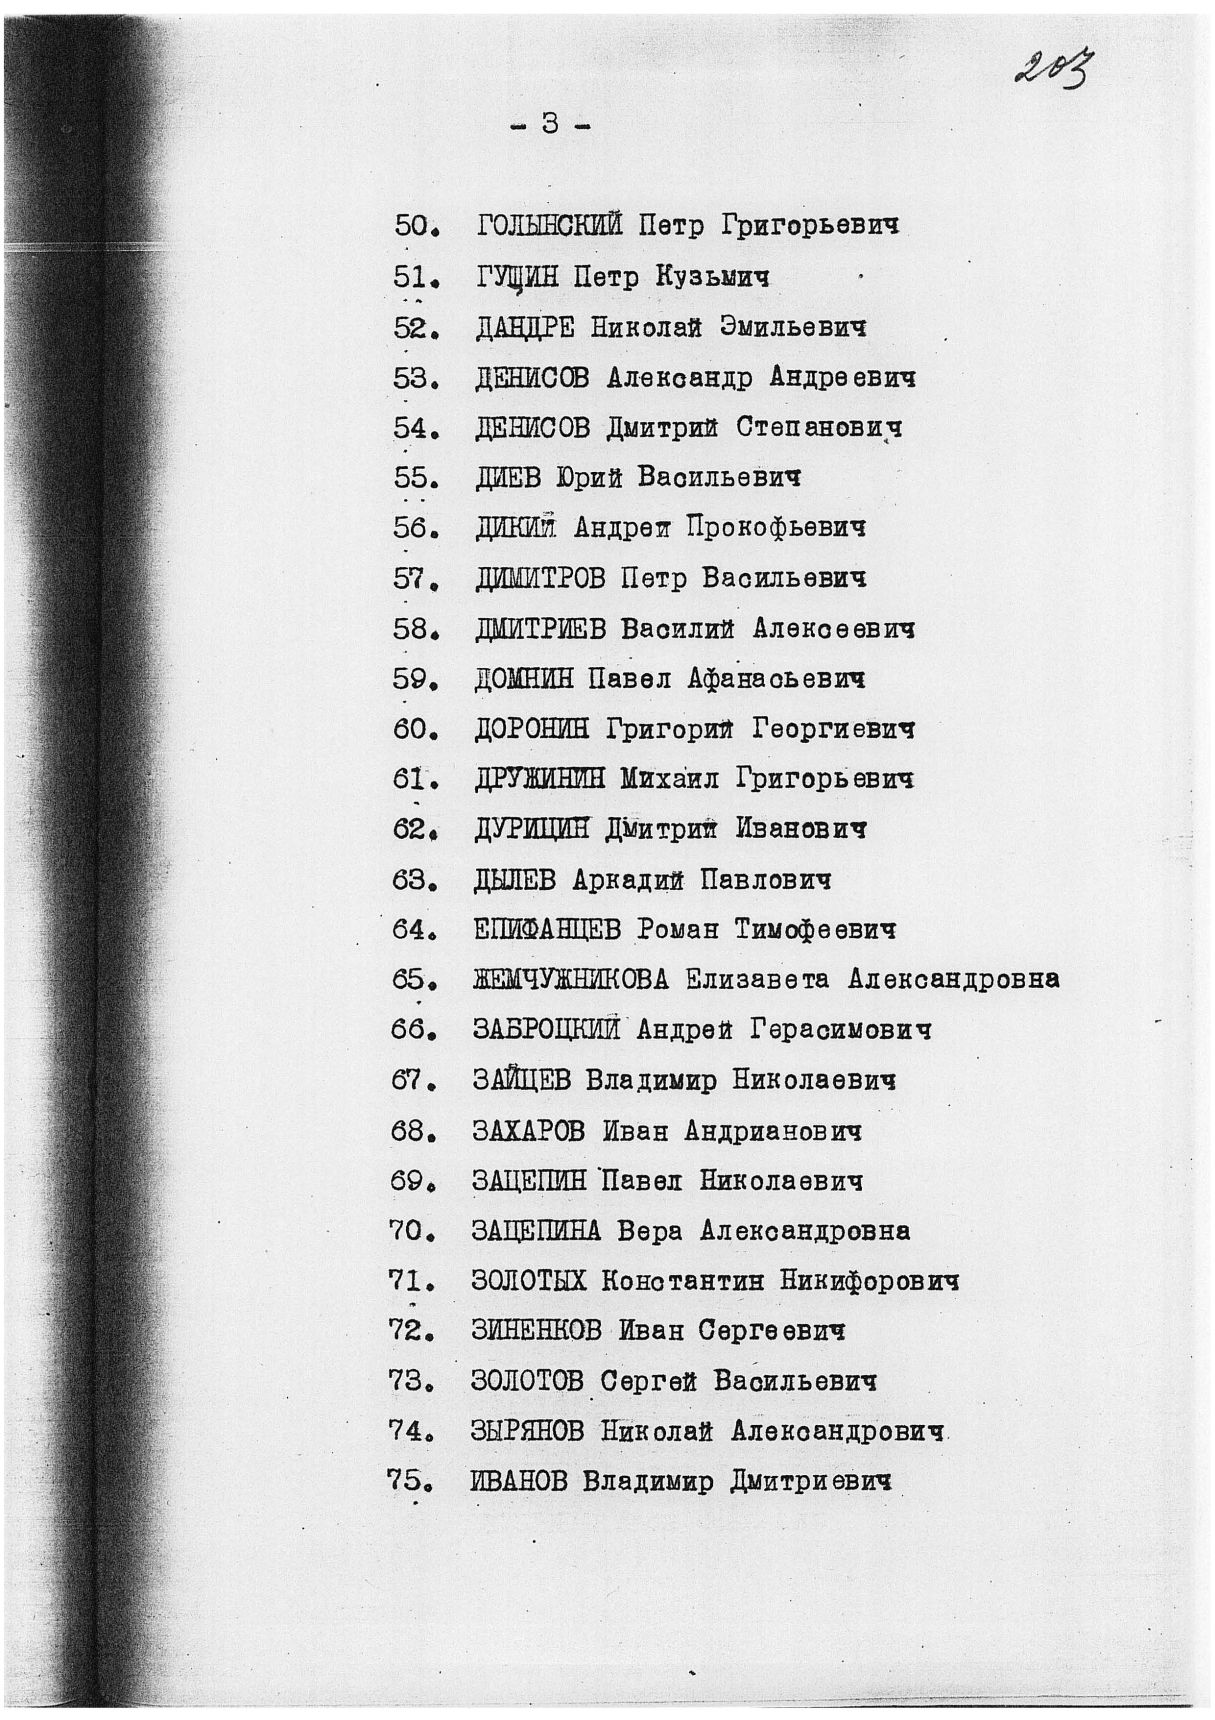 203
- 3 -
50. ГОЛЫНСКИЙ Петр Григорьевич
51. ГУЩИН Петр Кузьмич
52. ДАНДРЕ Николай Эмильевич
53. ДЕНИСОВ Александр Андреевич
54. ДЕНИСОВ Дмитрий Степанович
55. ДИЕВ Юрий Васильевич
56. ДИКИЙ Андрей Прокофьевич
57. ДИМИТРОВ Петр Васильевич
58. ДМИТРИЕВ Василий Алексеевич
59. ДОМНИН Павел Афанасьевич
60. ДОРОНИН Григорий Георгиевич
61. ДРУЖИНИН Михаил Григорьевич
62. ДУРИЦИН Дмитрий Иванович
63. ДЫЛЕВ Аркадий Павлович
64. ЕПИФАНЦЕВ Роман Тимофеевич
65. ЖЕМЧУЖНИКОВА Елизавета Александровна
66. ЗАБРОЦКИЙ Андрей Герасимович
67. ЗАЙЦЕВ Владимир Николаевич
68. ЗАХАРОВ Иван Андрианович
69. ЗАЦЕПИН Павел Николаевич
70. ЗАЦЕПИНА Вера Александровна
71. ЗОЛОТЫХ Константин Никифорович
72. ЗИНЕНКОВ Иван Сергеевич
73. ЗОЛОТОВ Сергей Васильевич
74. ЗЫРЯНОВ Николай Александрович
75. ИВАНОВ Владимир Дмитриевич